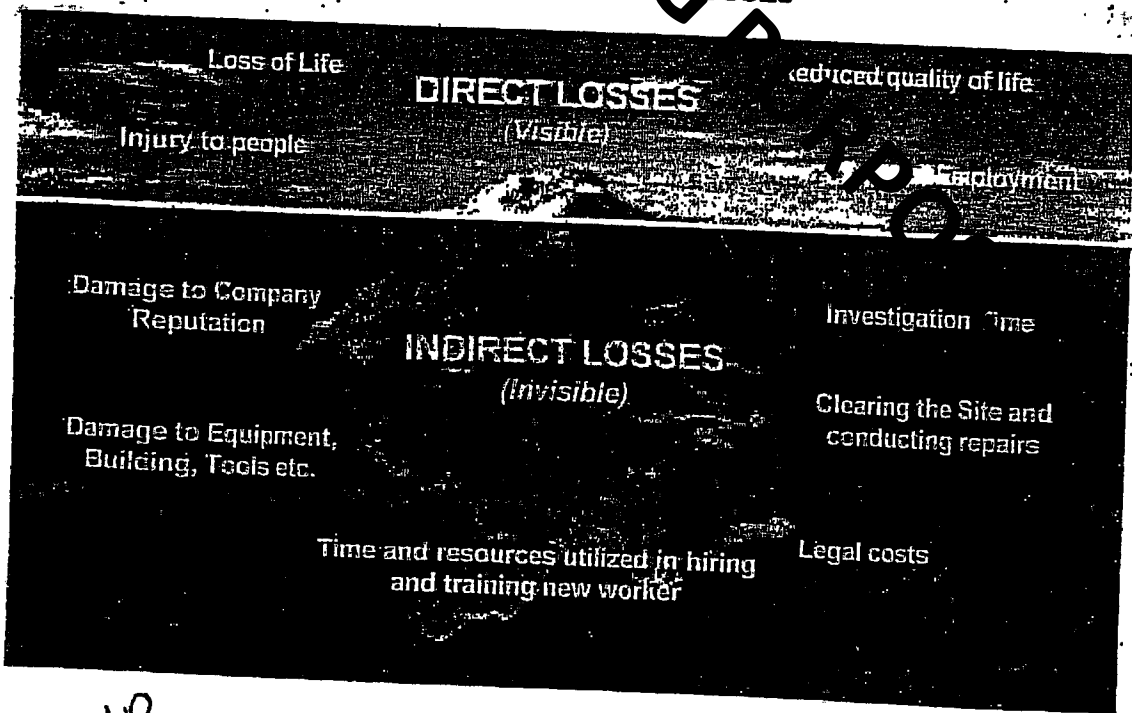 Loss of Life
DIRECT LOSSES
(Visible)
quality of life
Injury to people
Employment
Damage to Company
Reputation
INDIRECT LOSSES
(Invisible)
Investigation
Damage to Equipment,
Building, Tools etc.
Clearing the Site and
conducting repairs
Time and resources utilized in hiring
and training new worker
Legal costs